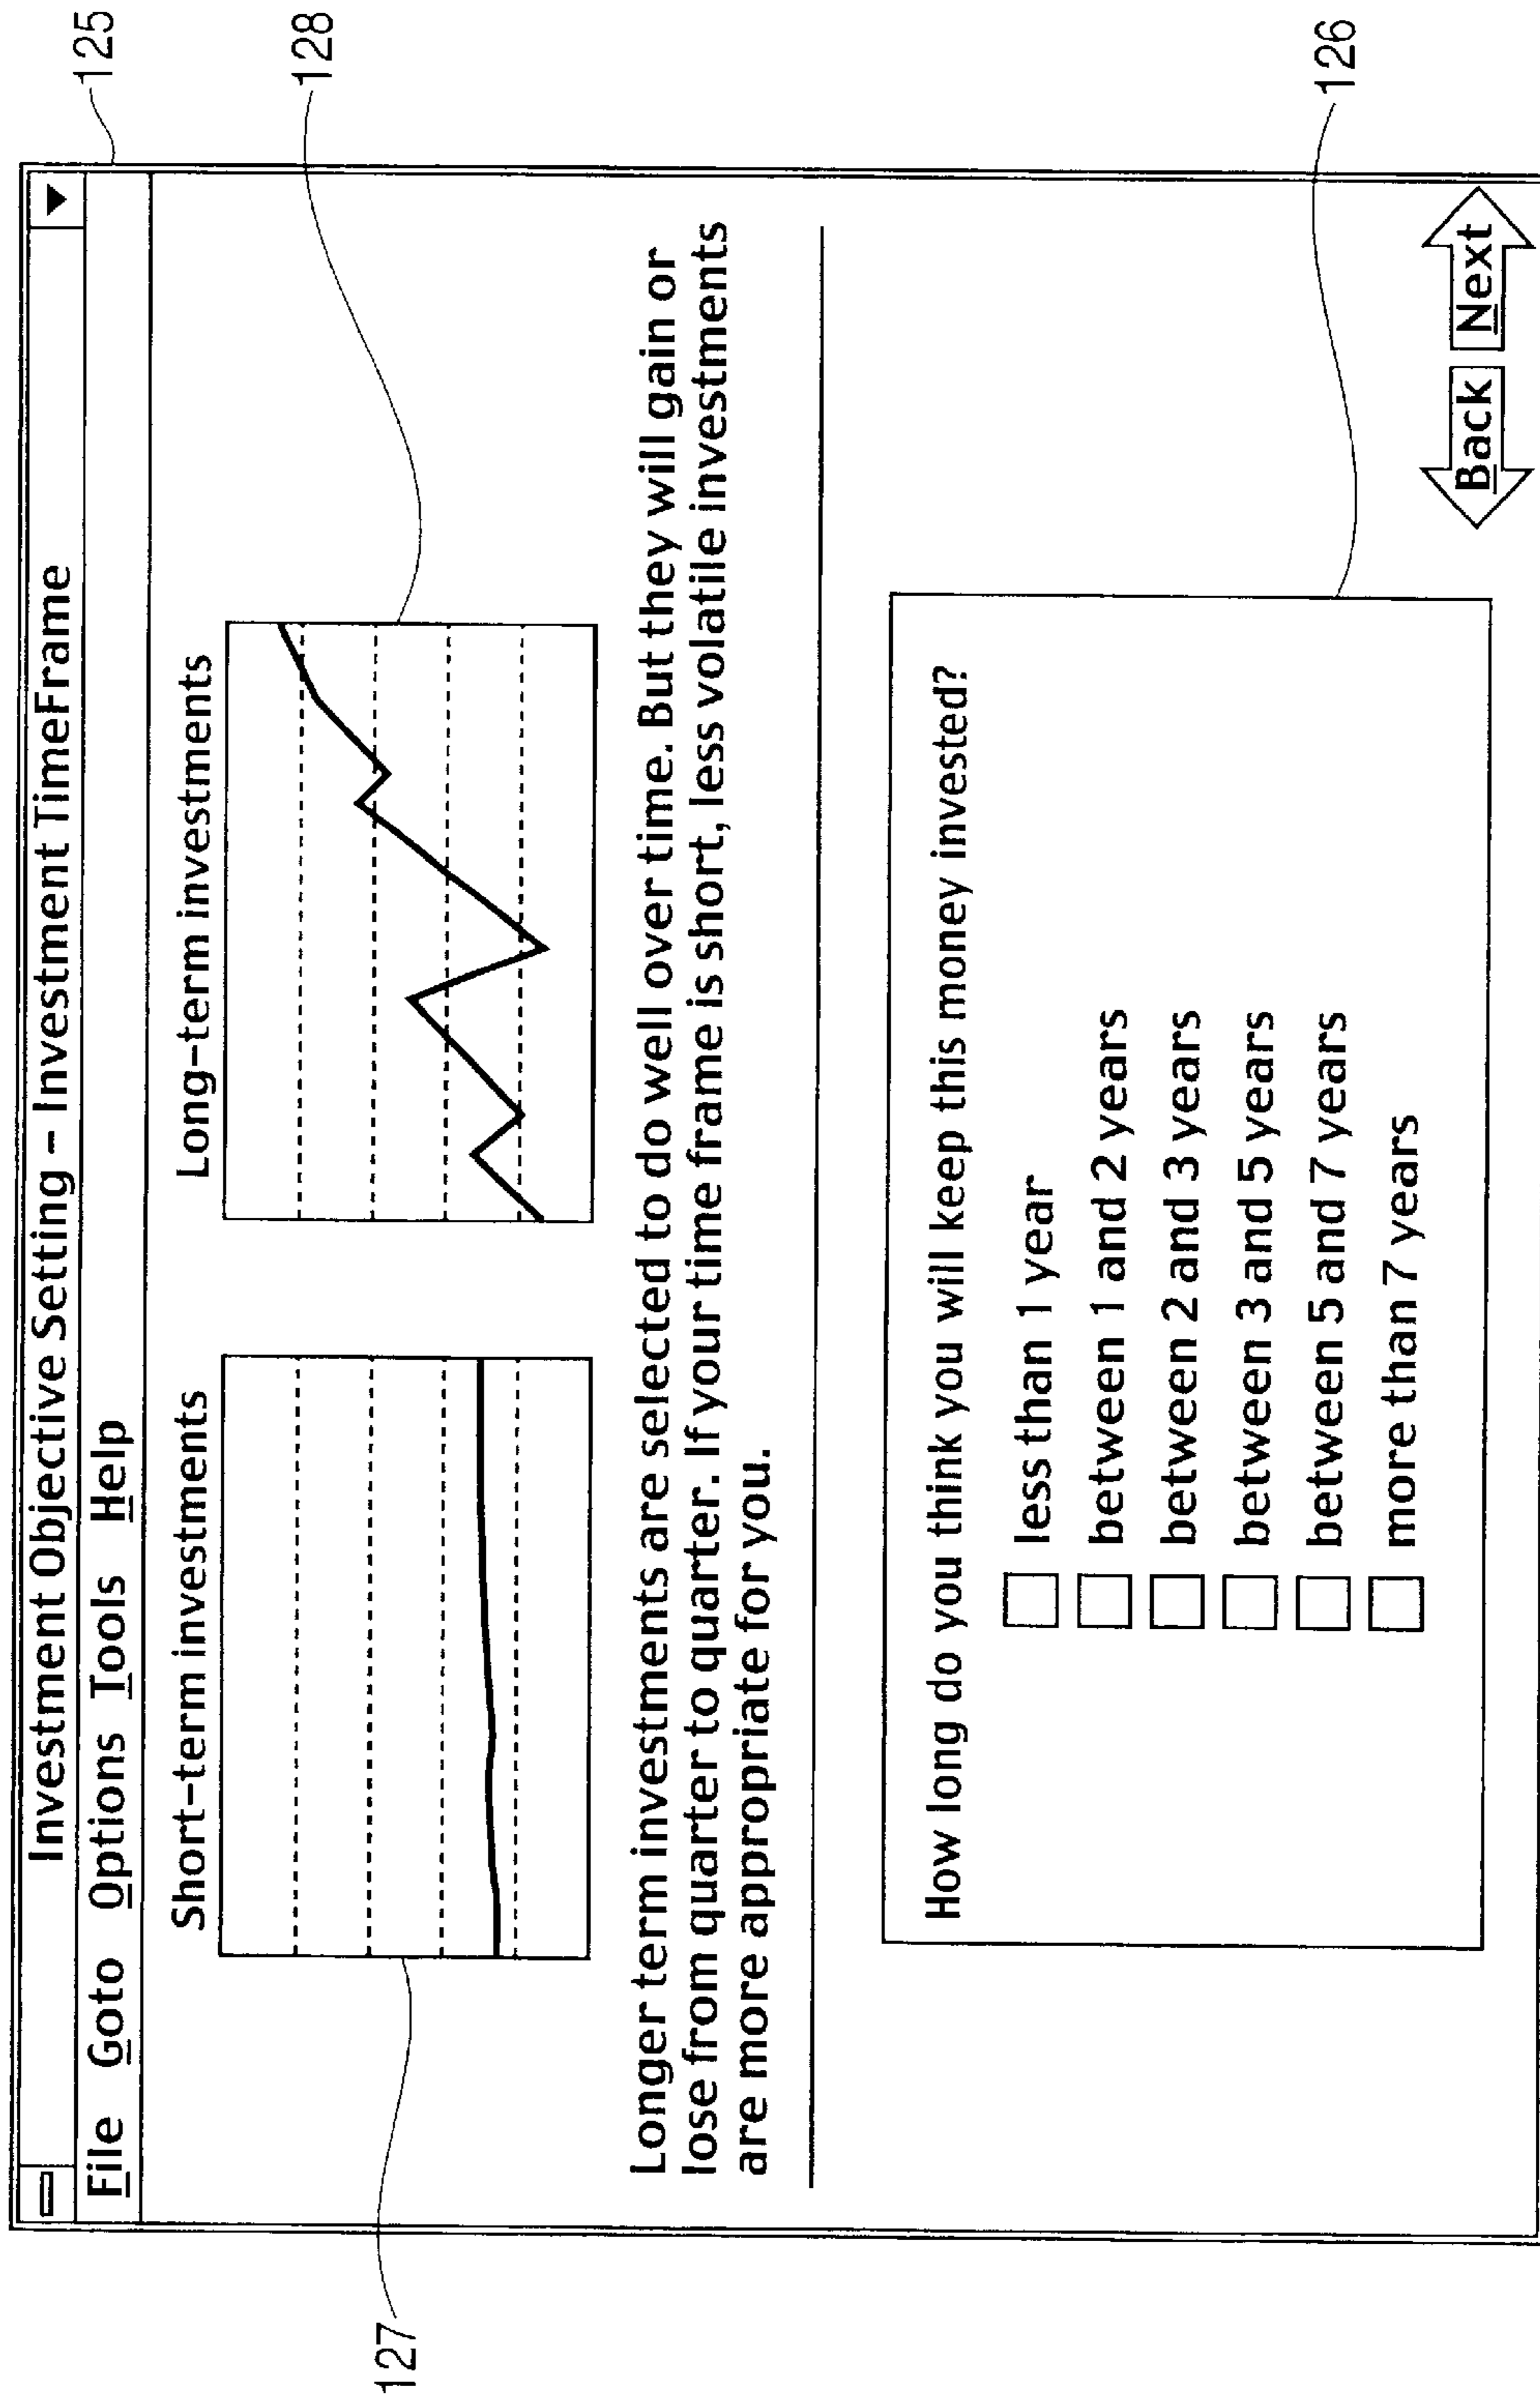 125
Investment Objective Setting – Investment TimeFrame
File Goto Options Tools Help
Short–term investments
Long–term investments
127
128
Longer term investments are selected to do well over time. But they will gain or
lose from quarter to quarter. If your time frame is short, less volatile investments
are more appropriate for you.
How long do you think you will keep this money invested?
less than 1 year
between 1 and 2 years
between 2 and 3 years
between 3 and 5 years
between 5 and 7 years
more than 7 years
126
Back Next